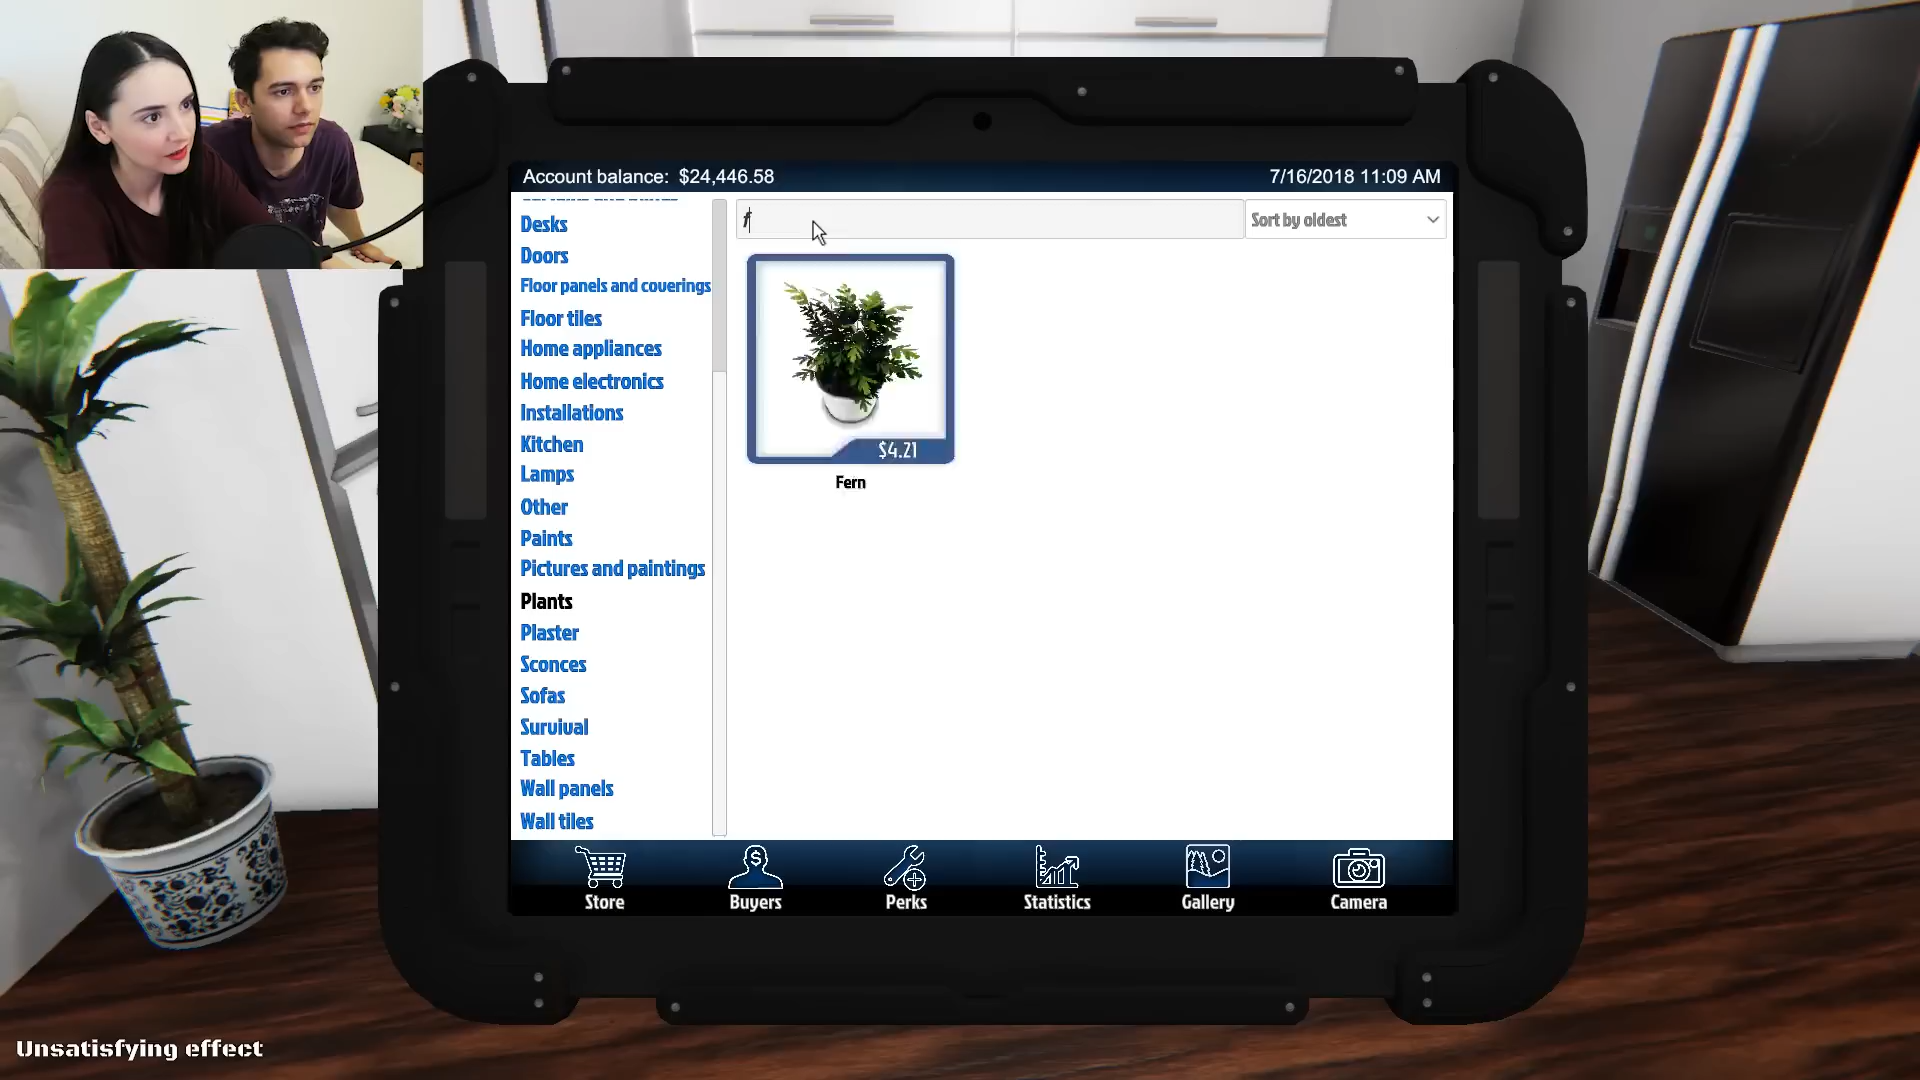 Account balance: $24,446.58
7/16/2018 11:09 AM
f
Sort by oldest
Desks
Doors
Floor panels and coverings
Floor tiles
Home appliances
Home electronics
Installations
Kitchen
Lamps
Other
Paints
Pictures and paintings
Plants
Plaster
Sconces
Sofas
Survival
Tables
Wall panels
Wall tiles
$4.21
Fern
Store
Buyers
Perks
Statistics
Gallery
Camera
Unsatisfying effect